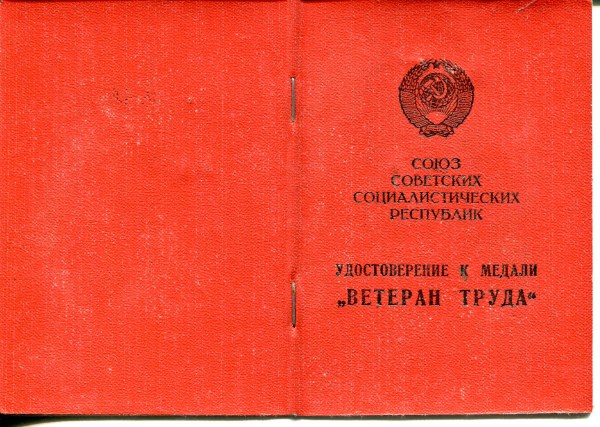 СОЮЗ
СОВЕТСКИХ
СОЦИАЛИСТИЧЕСКИХ
РЕСПУБЛИК
УДОСТОВЕРЕНИЕ К МЕДАЛИ
„ВЕТЕРАН ТРУДА“